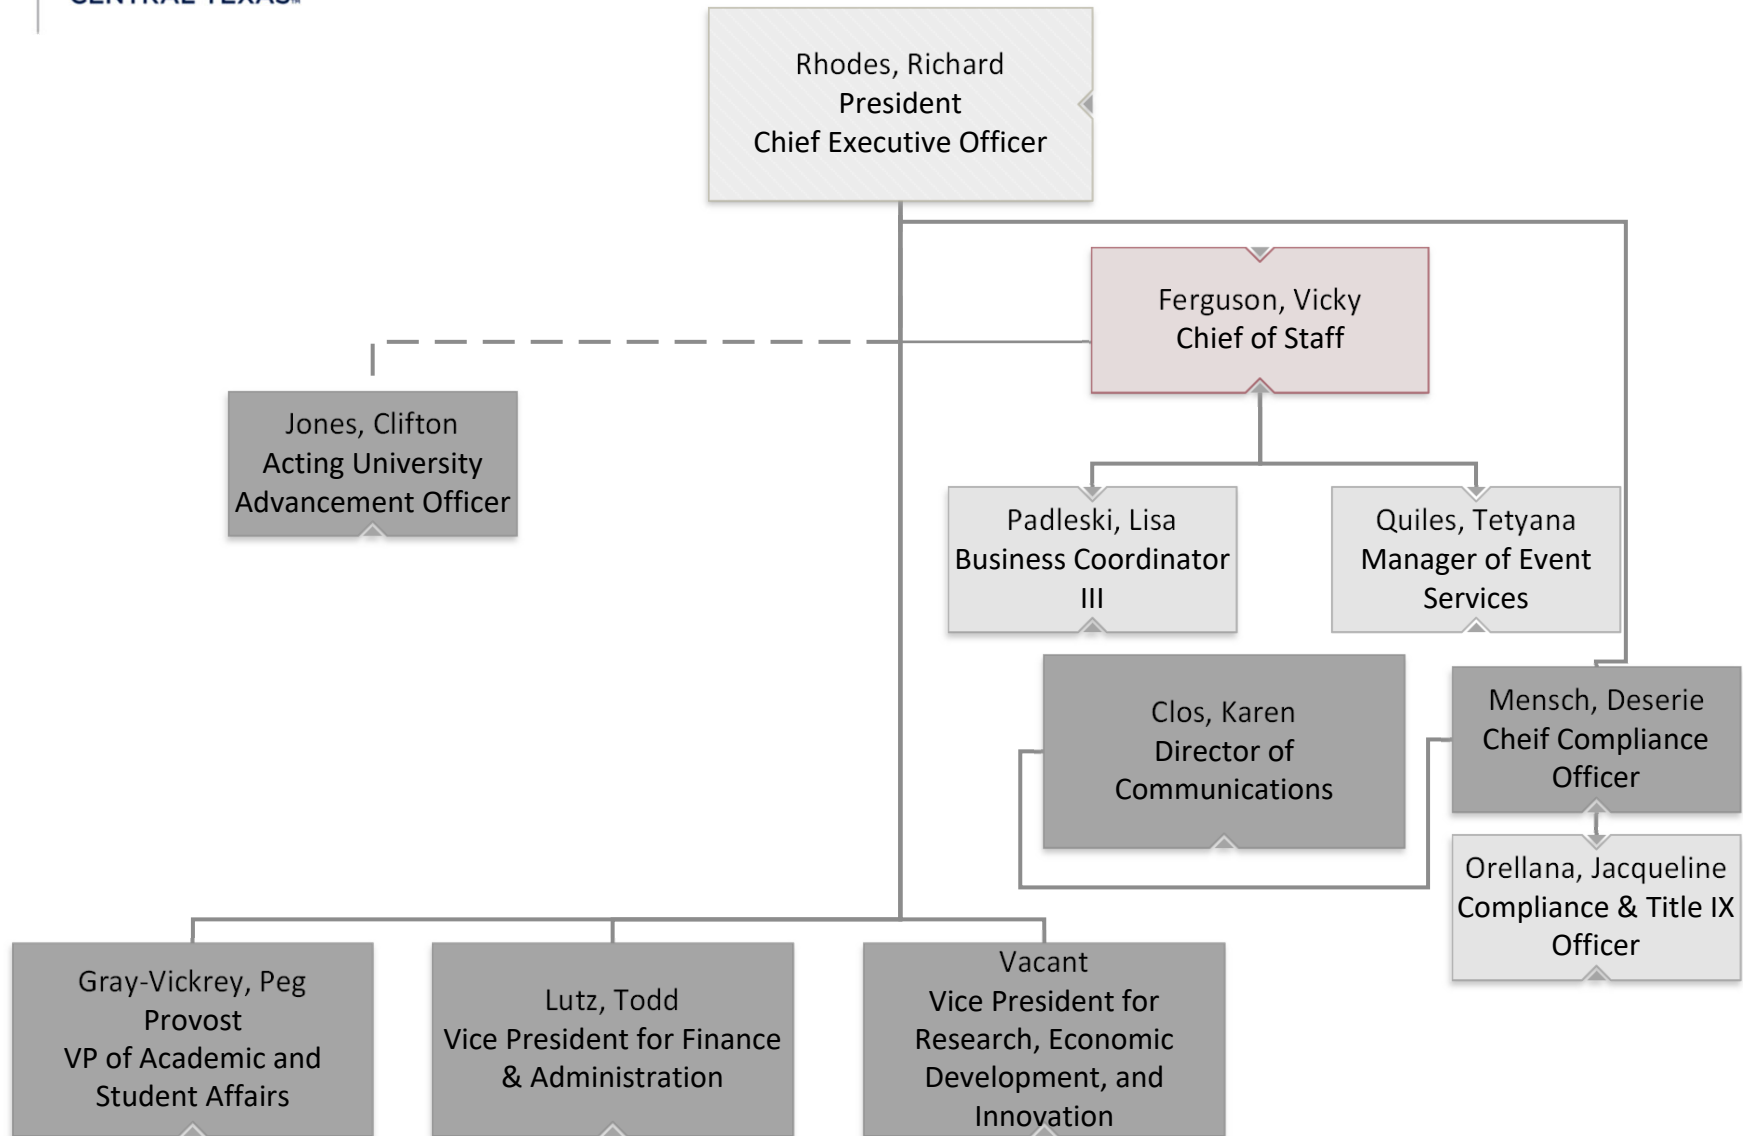 CENTRAL TEXAS
Rhodes, Richard
President
Chief Executive Officer
Ferguson, Vicky
Chief of Staff
Jones, Clifton
Acting University
Advancement Officer
Padleski, Lisa
Business Coordinator
III
Quiles, Tetyana
Manager of Event
Services
Clos, Karen
Director of
Communications
Mensch, Deserie
Cheif Compliance
Officer
Orellana, Jacqueline
Compliance & Title IX
Officer
Gray-Vickrey, Peg
Provost
VP of Academic and
Student Affairs
Lutz, Todd
Vice President for Finance
& Administration
Vacant
Vice President for
Research, Economic
Development, and
Innovation